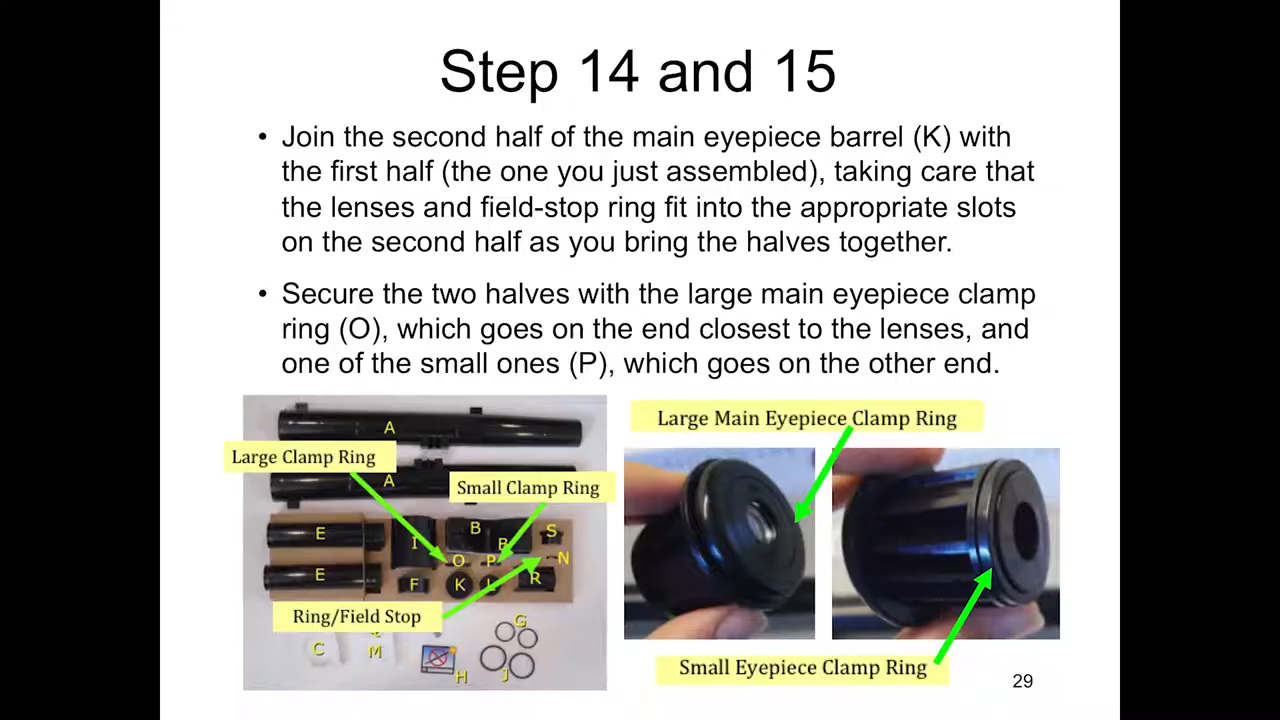 Step 14 and 15
• Join the second half of the main eyepiece barrel (K) with
the first half (the one you just assembled), taking care that
the lenses and field-stop ring fit into the appropriate slots
on the second half as you bring the halves together.
• Secure the two halves with the large main eyepiece clamp
ring (O), which goes on the end closest to the lenses, and
one of the small ones (P), which goes on the other end.
A
Large Clamp Ring
A
Small Clamp Ring
E
I
B
B
S
O
P
N
E
F
K
L
R
Ring/Field Stop
G
C
M
H
J
Large Main Eyepiece Clamp Ring
Small Eyepiece Clamp Ring
29